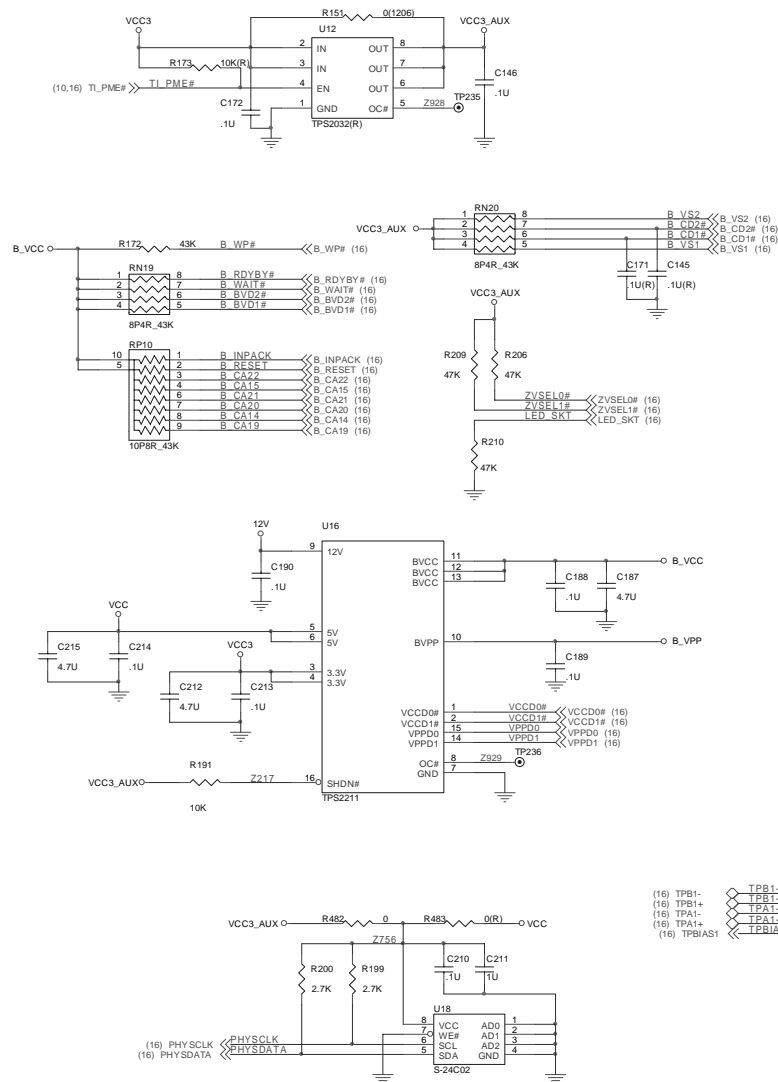 R151 0(1206)
VCC3 VCC3_AUX
U12
2 IN OUT 8
R173 10K(R)
3 IN OUT 7
(10,16) TI_PME# TI_PME# 4 EN OUT 6
1 GND OC# 5 Z928 TP235
C172 .1U
C146 .1U
TPS2032(R)
RN20
1 8 B_VS2 B_VS2 (16)
VCC3_AUX 2 7 B_CD2# B_CD2# (16)
3 6 B_CD1# B_CD1# (16)
4 5 B_VS1 B_VS1 (16)
8P4R_43K
C171 .1U(R)
C145 .1U(R)
B_VCC R172 43K B_WP# B_WP# (16)
RN19
1 8 B_RDYBY# B_RDYBY# (16)
2 7 B_WAIT# B_WAIT# (16)
3 6 B_BVD2# B_BVD2# (16)
4 5 B_BVD1# B_BVD1# (16)
8P4R_43K
RP10
10 1 B_INPACK B_INPACK (16)
5 2 B_RESET B_RESET (16)
3 B_CA22 B_CA22 (16)
4 B_CA15 B_CA15 (16)
6 B_CA21 B_CA21 (16)
7 B_CA20 B_CA20 (16)
8 B_CA14 B_CA14 (16)
9 B_CA19 B_CA19 (16)
10P8R_43K
VCC3_AUX
R209 47K
R206 47K
ZVSEL0# ZVSEL0# (16)
ZVSEL1# ZVSEL1# (16)
LED_SKT LED_SKT (16)
R210 47K
U16
12V
9 12V
C190 .1U
BVCC 11 B_VCC
BVCC 12
BVCC 13
C188 .1U
C187 4.7U
VCC
5 5V
6 5V
C215 4.7U
C214 .1U
BVPP 10 B_VPP
C189 .1U
VCC3
3 3.3V
4 3.3V
C212 4.7U
C213 .1U
VCCD0# 1 VCCD0# VCCD0# (16)
VCCD1# 2 VCCD1# VCCD1# (16)
VPPD0 15 VPPD0 VPPD0 (16)
VPPD1 14 VPPD1 VPPD1 (16)
OC# 8 Z929 TP236
GND 7
VCC3_AUX R191 10K Z217 16 SHDN#
TPS2211
(16) TPB1- TPB1-
(16) TPB1+ TPB1-
(16) TPA1- TPA1-
(16) TPA1+ TPA1-
(16) TPBIAS1 TPBIA
VCC3_AUX R482 0 R483 0(R) VCC
Z756
R200 2.7K
R199 2.7K
C210 .1U
C211 1U
U18
8 VCC AD0 1
7 WE# AD1 2
(16) PHYSCLK PHYSCLK 6 SCL AD2 3
(16) PHYSDATA PHYSDATA 5 SDA GND 4
S-24C02